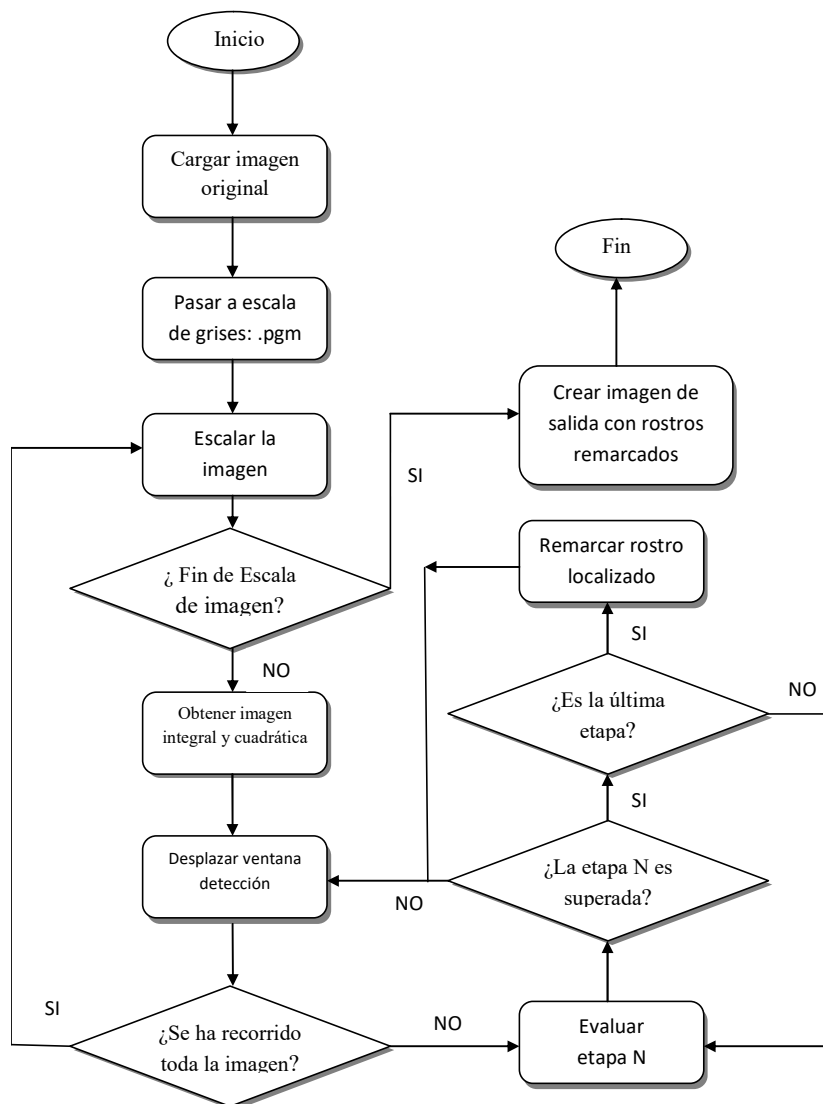 Inicio
Cargar imagen
original
Pasar a escala
de grises: .pgm
Escalar la
imagen
¿ Fin de Escala
de imagen?
SI
NO
Obtener imagen
integral y cuadrática
Desplazar ventana
detección
¿Se ha recorrido
toda la imagen?
SI
NO
Evaluar
etapa N
¿La etapa N es
superada?
NO
SI
¿Es la última
etapa?
NO
SI
Remarcar rostro
localizado
Crear imagen de
salida con rostros
remarcados
Fin